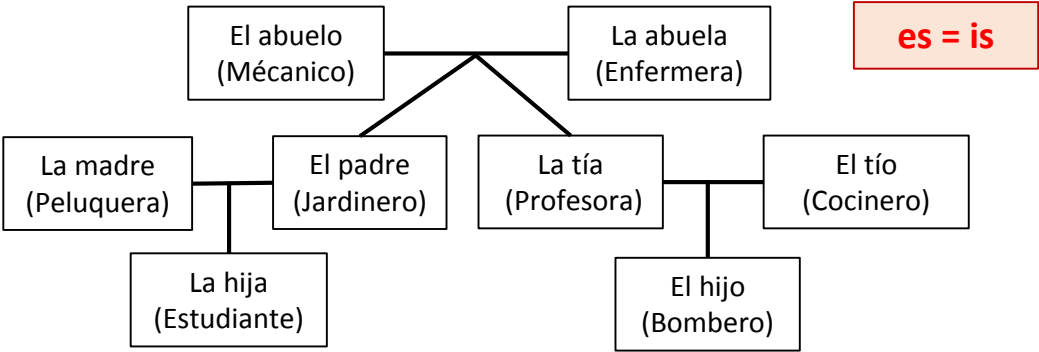 El abuelo
(Mécanico)
La abuela
(Enfermera)
es = is
La madre
(Peluquera)
El padre
(Jardinero)
La tía
(Profesora)
El tío
(Cocinero)
La hija
(Estudiante)
El hijo
(Bombero)